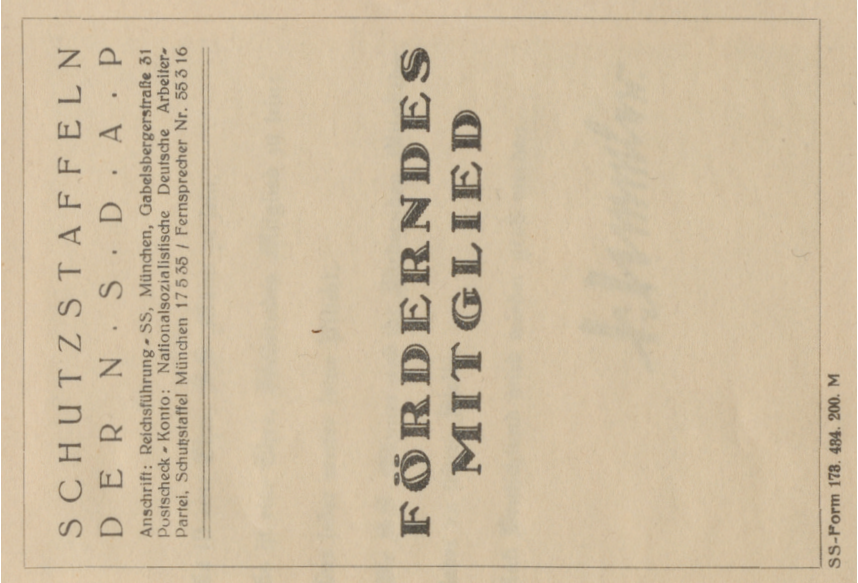 SCHUTZSTAFFELN
DER N·S·D·A·P
Anschrift: Reichsführung-SS, München, Gabelsbergerstraße 31
Postscheck-Konto: Nationalsozialistische Deutsche Arbeiter-
Partei, Schutzstaffel München 17535 / Fernsprecher Nr. 55316
FÖRDERNDES
MITGLIED
SS-Form 173. 484. 200. M